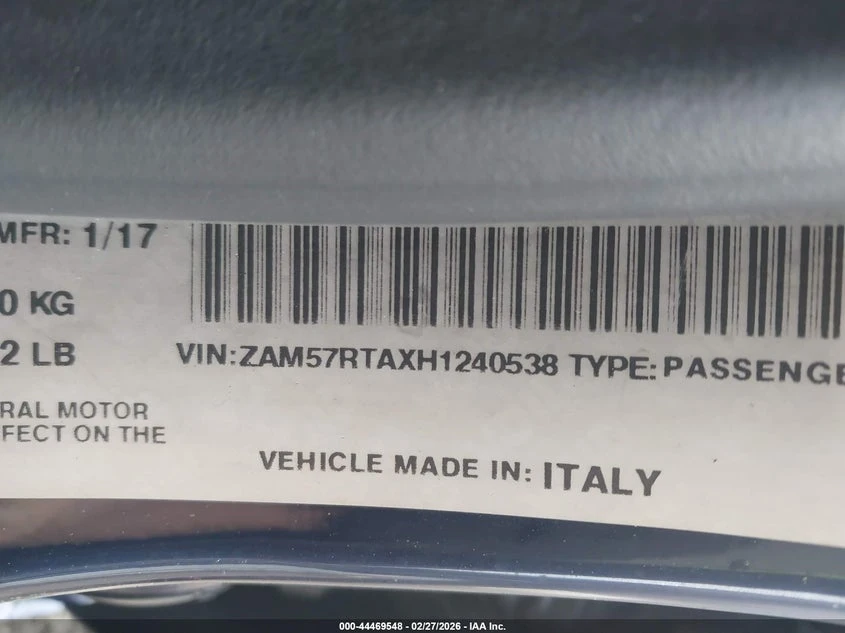 MFR: 1/17
0 KG
2 LB
VIN:ZAM57RTAXH1240538 TYPE:PASSENGE
RAL MOTOR
FECT ON THE
VEHICLE MADE IN: ITALY
000-44469548 - 02/27/2026 - IAA Inc.